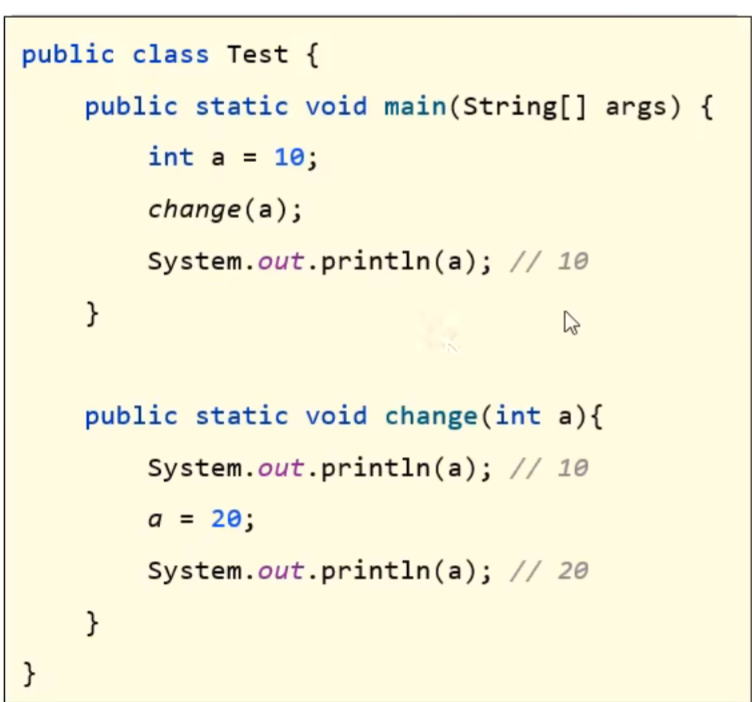 public class Test {
    public static void main(String[] args) {
        int a = 10;
        change(a);
        System.out.println(a); // 10
    }
    public static void change(int a){
        System.out.println(a); // 10
        a = 20;
        System.out.println(a); // 20
    }
}